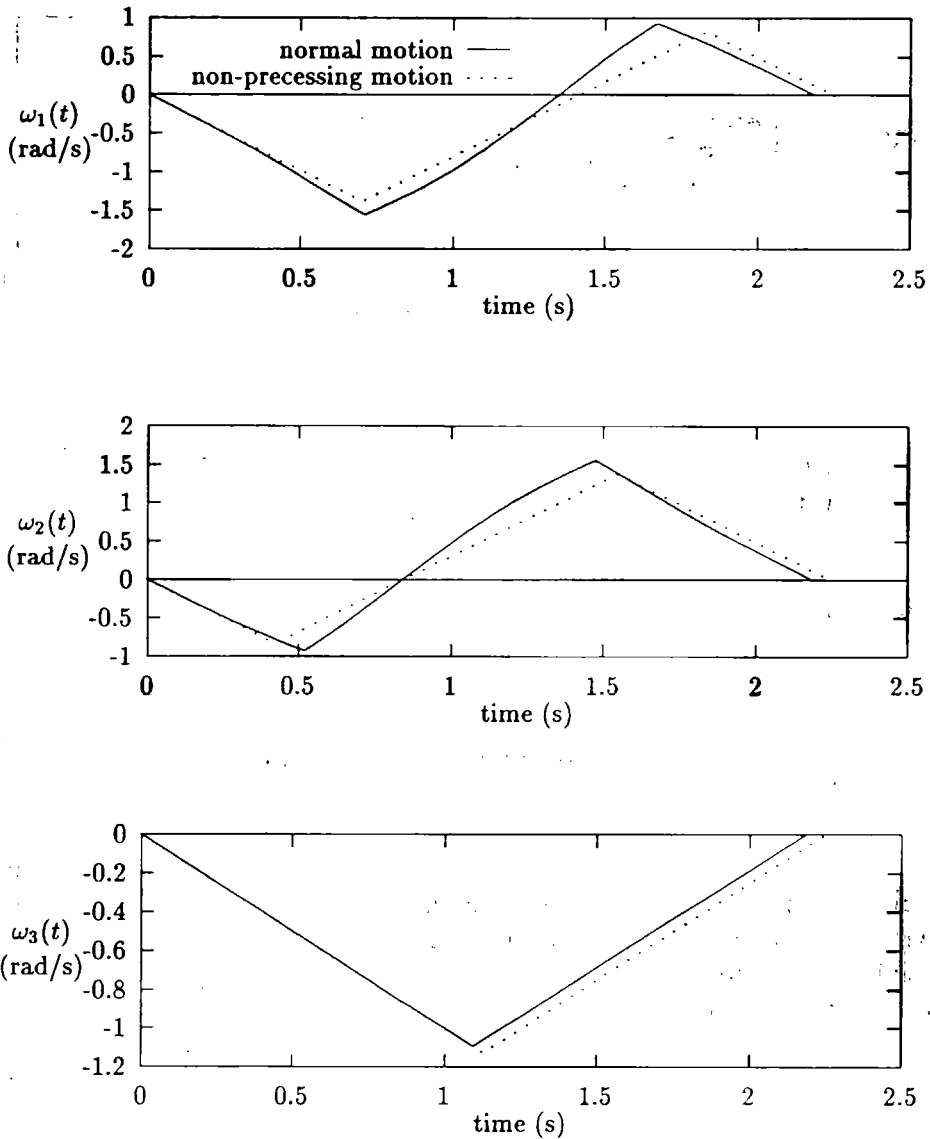 1
normal motion
0.5
non-precessing motion
0
ω₁(t)
(rad/s)
-0.5
-1
-1.5
-2
0 0.5 1 1.5 2 2.5
time (s)
2
1.5
1
ω₂(t)
(rad/s)
0.5
0
-0.5
-1
0 0.5 1 1.5 2 2.5
time (s)
0
-0.2
-0.4
ω₃(t)
(rad/s)
-0.6
-0.8
-1
-1.2
0 0.5 1 1.5 2 2.5
time (s)